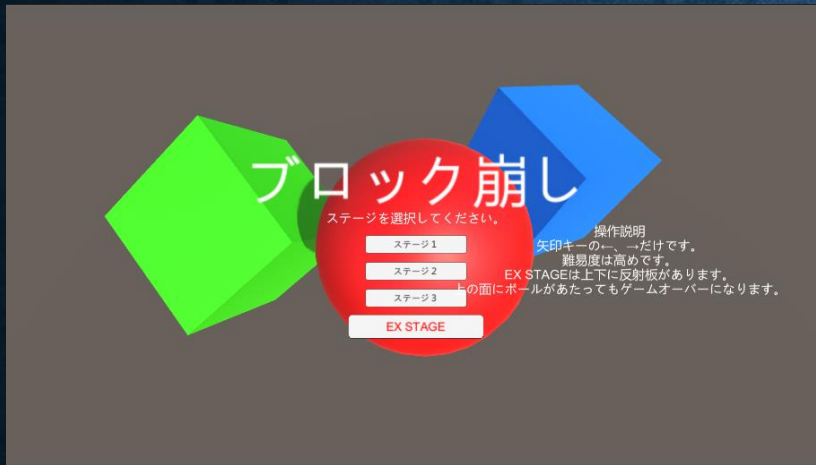 ブロック崩し
ステージを選択してください。
ステージ１
ステージ２
ステージ３
EX STAGE
操作説明
矢印キーの←、→だけです。
難易度は高めです。
EX STAGEは上下に反射板があります。
上の面にボールがあたってもゲームオーバーになります。